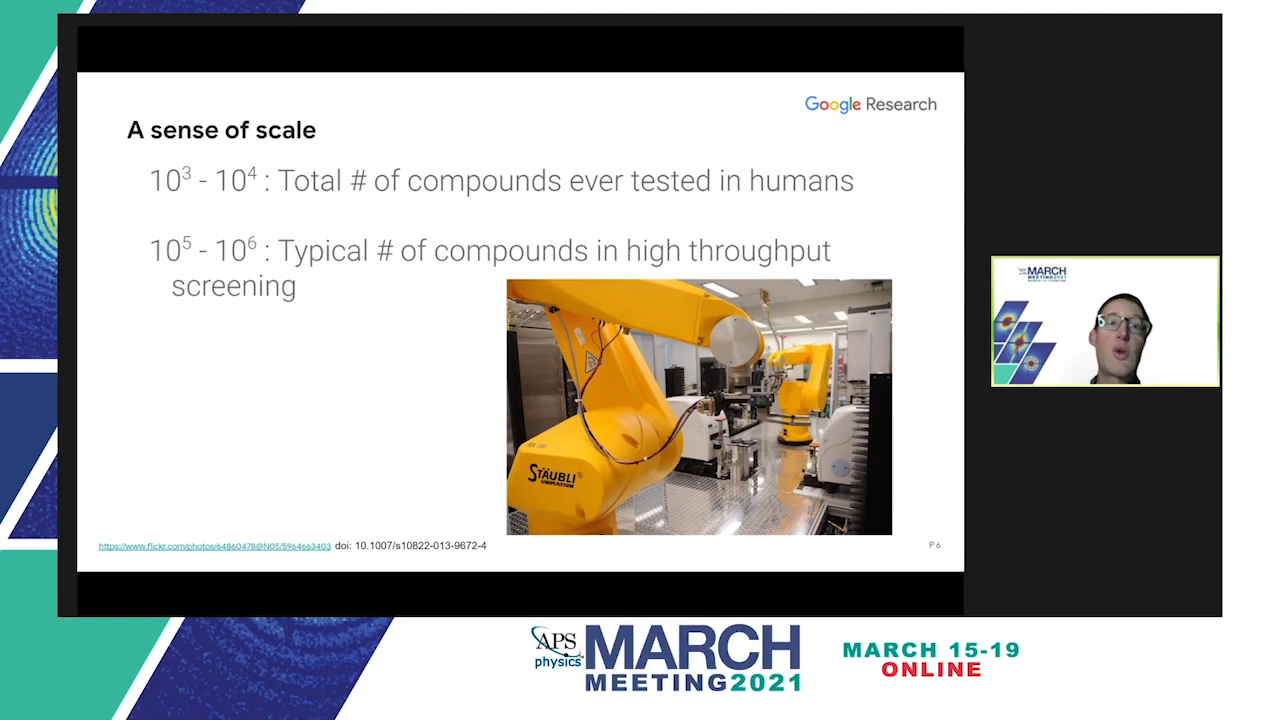 Google Research
A sense of scale
10³ - 10⁴ : Total # of compounds ever tested in humans
10⁵ - 10⁶ : Typical # of compounds in high throughput
screening
STÄUBLI
UNIMATION
https://www.flickr.com/photos/64860478@N05/5964663403 doi: 10.1007/s10822-013-9672-4
P 6
MARCH
MEETING2021
APS
physics
MARCH
MEETING2021
MARCH 15-19
ONLINE